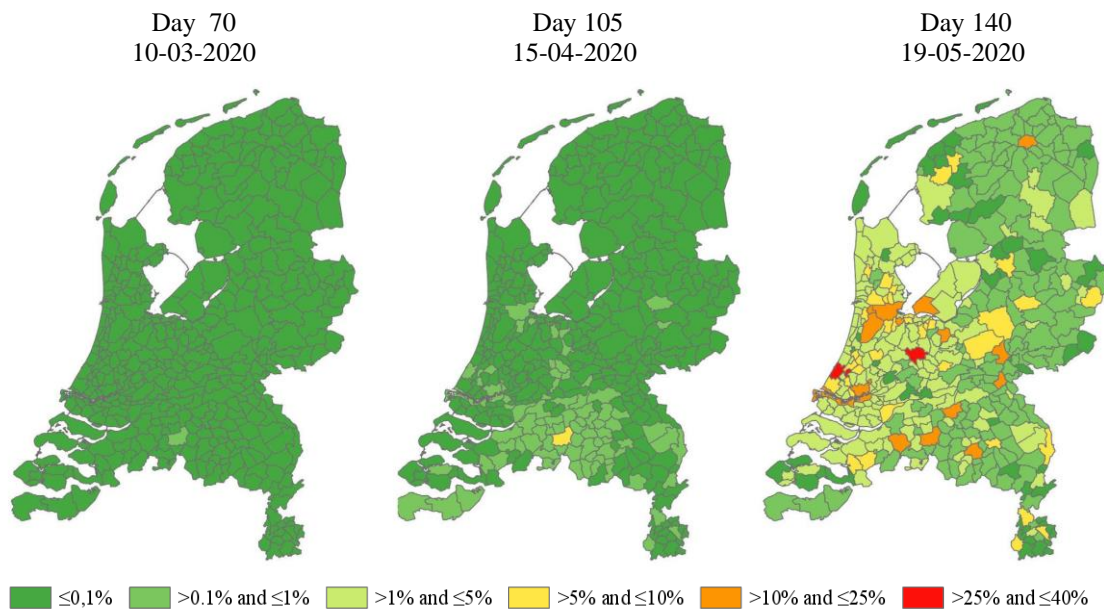 Day 70
10-03-2020
Day 105
15-04-2020
Day 140
19-05-2020
≤0,1%
>0.1% and ≤1%
>1% and ≤5%
>5% and ≤10%
>10% and ≤25%
>25% and ≤40%